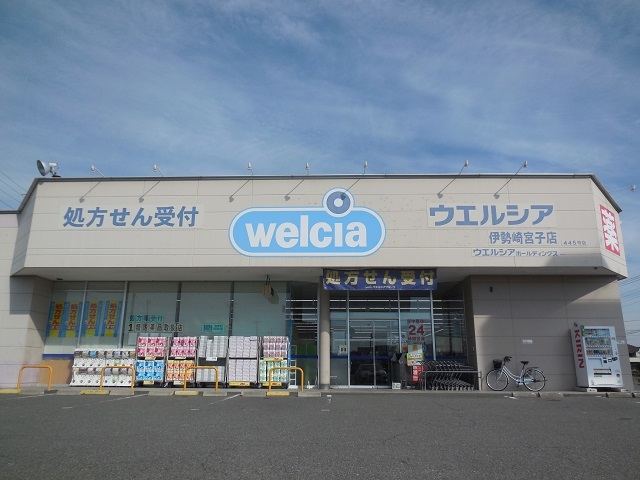 処方せん受付
welcia
ウエルシア
伊勢崎宮子店
ウエルシアホールディングス
薬
処方せん受付
24
KIRIN